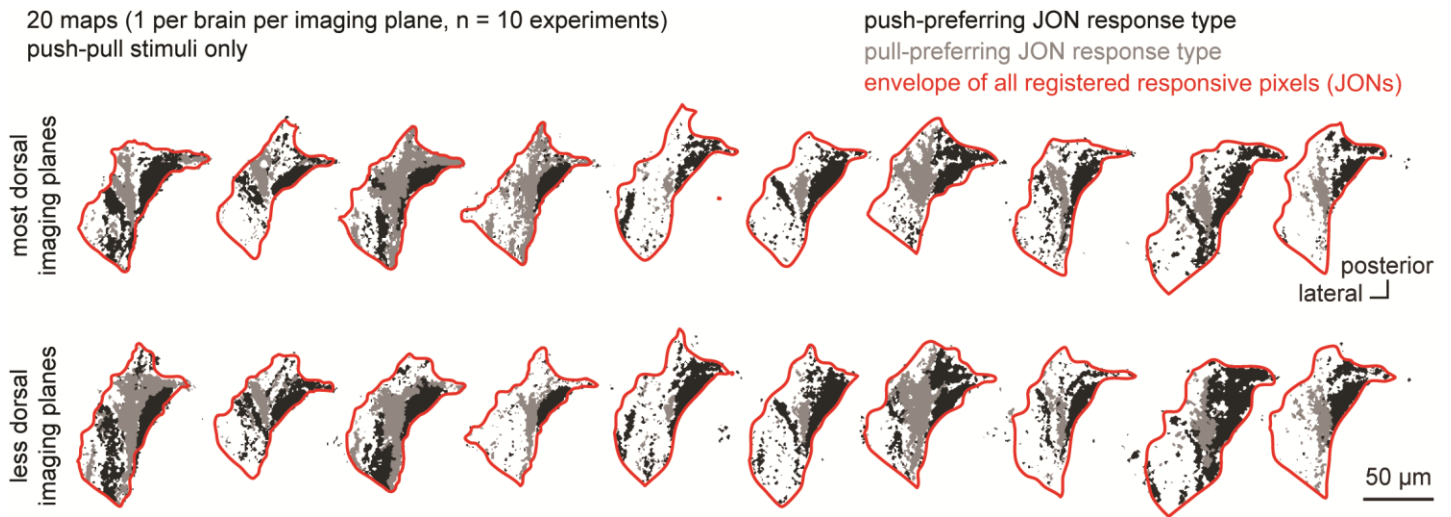 20 maps (1 per brain per imaging plane, n = 10 experiments)
push-pull stimuli only
push-preferring JON response type
pull-preferring JON response type
envelope of all registered responsive pixels (JONs)
most dorsal
imaging planes
posterior
lateral
less dorsal
imaging planes
50 µm